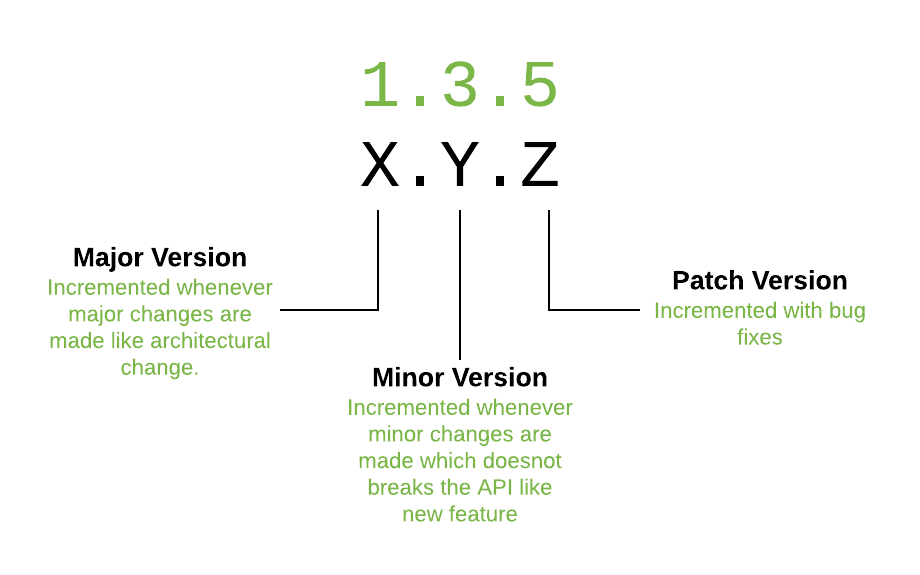 1.3.5
X.Y.Z
Major Version
Incremented whenever
major changes are
made like architectural
change.
Minor Version
Incremented whenever
minor changes are
made which doesnot
breaks the API like
new feature
Patch Version
Incremented with bug
fixes